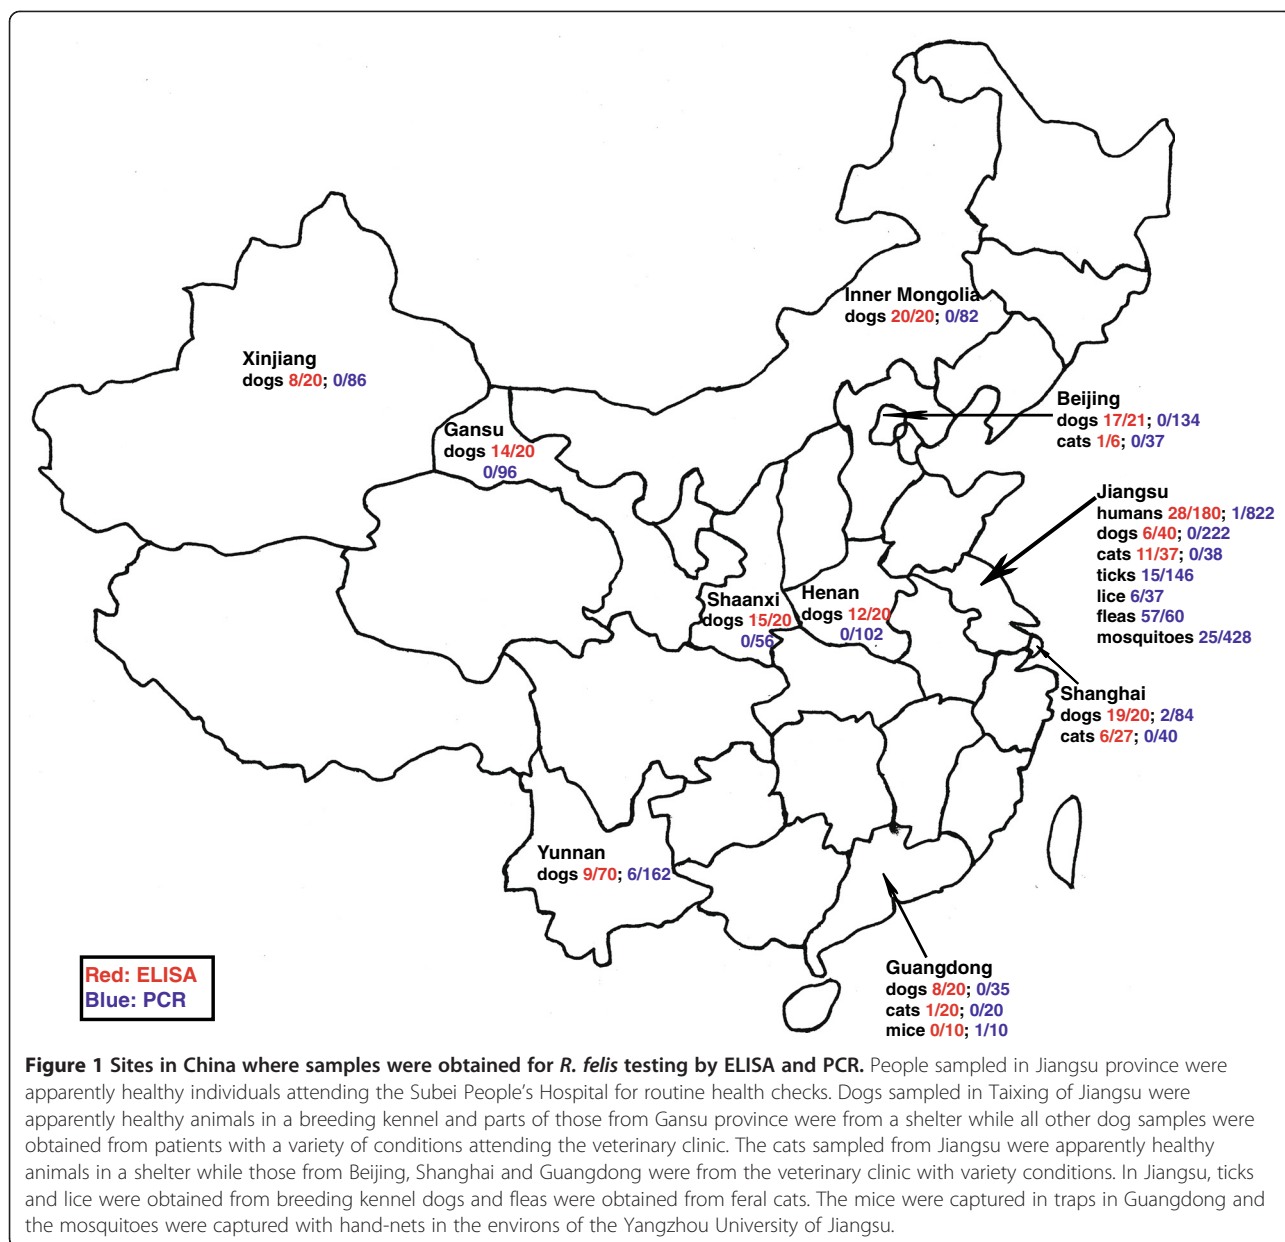 Inner Mongolia
dogs 20/20; 0/82
Xinjiang
dogs 8/20; 0/86
Beijing
dogs 17/21; 0/134
cats 1/6; 0/37
Gansu
dogs 14/20
0/96
Jiangsu
humans 28/180; 1/822
dogs 6/40; 0/222
cats 11/37; 0/38
ticks 15/146
lice 6/37
fleas 57/60
mosquitoes 25/428
Shaanxi
dogs 15/20
0/56
Henan
dogs 12/20
0/102
Shanghai
dogs 19/20; 2/84
cats 6/27; 0/40
Yunnan
dogs 9/70; 6/162
Guangdong
dogs 8/20; 0/35
cats 1/20; 0/20
mice 0/10; 1/10
Red: ELISA
Blue: PCR
Figure 1 Sites in China where samples were obtained for R. felis testing by ELISA and PCR. People sampled in Jiangsu province were
apparently healthy individuals attending the Subei People's Hospital for routine health checks. Dogs sampled in Taixing of Jiangsu were
apparently healthy animals in a breeding kennel and parts of those from Gansu province were from a shelter while all other dog samples were
obtained from patients with a variety of conditions attending the veterinary clinic. The cats sampled from Jiangsu were apparently healthy
animals in a shelter while those from Beijing, Shanghai and Guangdong were from the veterinary clinic with variety conditions. In Jiangsu, ticks
and lice were obtained from breeding kennel dogs and fleas were obtained from feral cats. The mice were captured in traps in Guangdong and
the mosquitoes were captured with hand-nets in the environs of the Yangzhou University of Jiangsu.